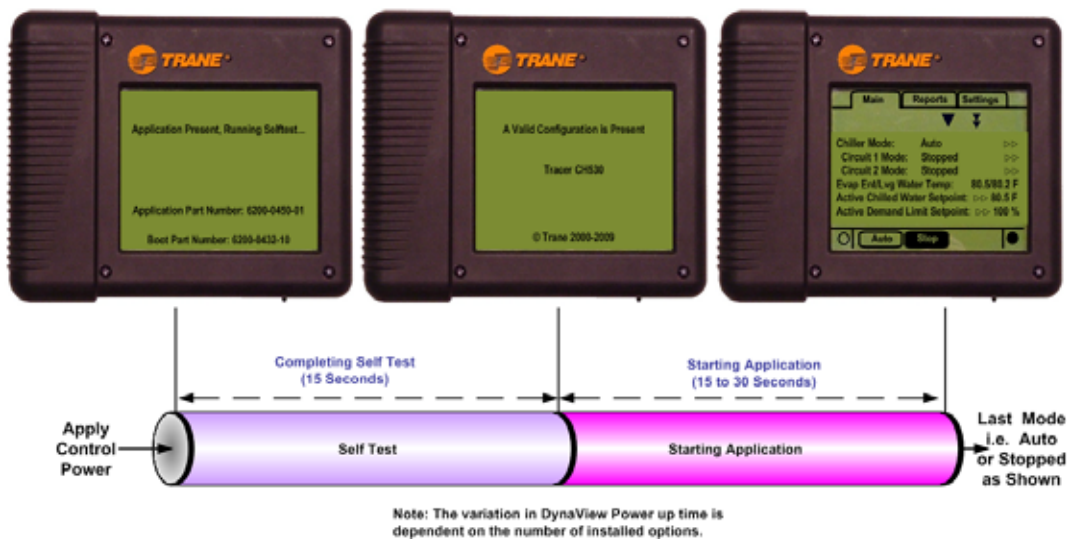 TRANE
Application Present, Running Selftest...
Application Part Number: 6200-0450-01
Boot Part Number: 6200-0432-10
TRANE
A Valid Configuration is Present
Tracer CH530
© Trane 2000-2009
TRANE
Main Reports Settings
Chiller Mode: Auto >>
Circuit 1 Mode: Stopped >>
Circuit 2 Mode: Stopped >>
Evap Ent/Lvg Water Temp: 80.5/80.2 F
Active Chilled Water Setpoint: >> 80.5 F
Active Demand Limit Setpoint: >> 100 %
Auto Stop
Completing Self Test
(15 Seconds)
Starting Application
(15 to 30 Seconds)
Apply
Control
Power
Self Test
Starting Application
Last Mode
i.e. Auto
or Stopped
as Shown
Note: The variation in DynaView Power up time is
dependent on the number of installed options.